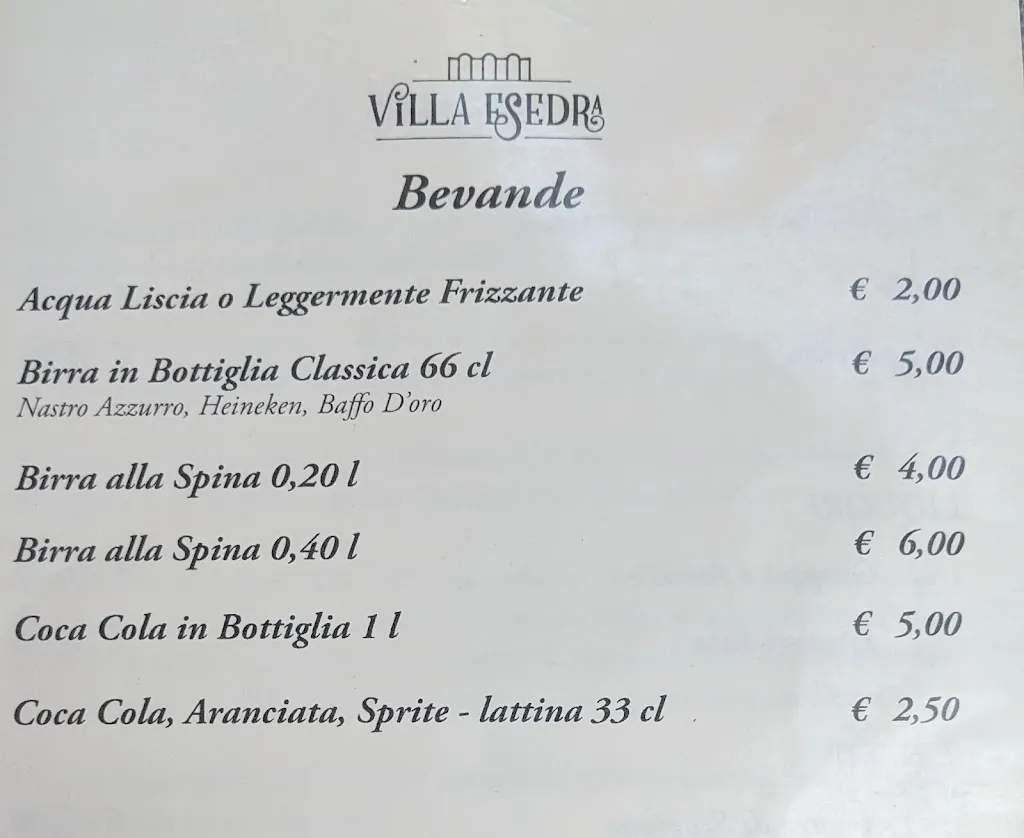 VILLA ESEDRA
Bevande
Acqua Liscia o Leggermente Frizzante € 2,00
Birra in Bottiglia Classica 66 cl € 5,00
Nastro Azzurro, Heineken, Baffo D'oro
Birra alla Spina 0,20 l € 4,00
Birra alla Spina 0,40 l € 6,00
Coca Cola in Bottiglia 1 l € 5,00
Coca Cola, Aranciata, Sprite - lattina 33 cl € 2,50